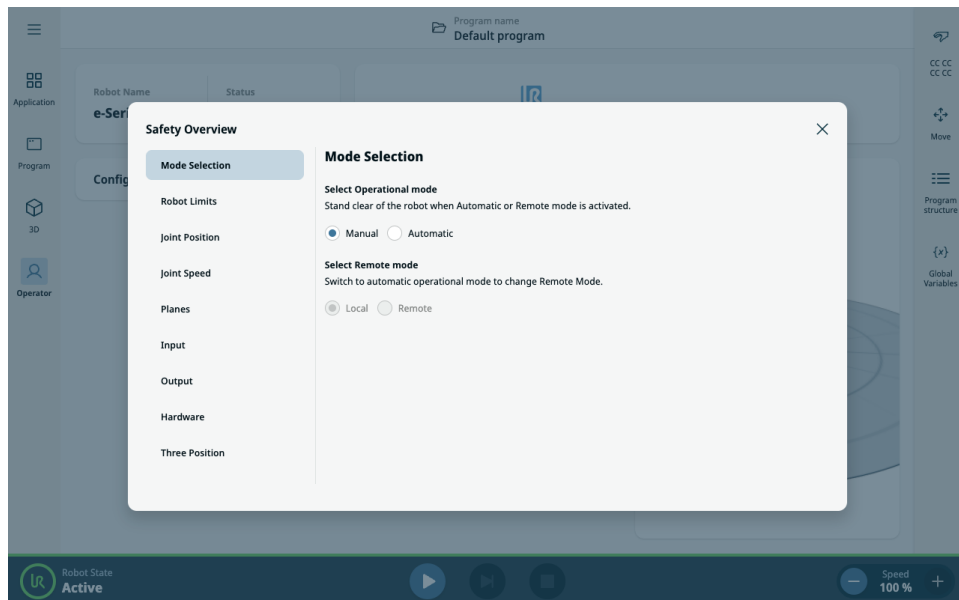 Program name
Default program
Application
Program
3D
Operator
Robot Name
Status
e-Seri
Config
Safety Overview
Mode Selection
Robot Limits
Joint Position
Joint Speed
Planes
Input
Output
Hardware
Three Position
Mode Selection
Select Operational mode
Stand clear of the robot when Automatic or Remote mode is activated.
Manual Automatic
Select Remote mode
Switch to automatic operational mode to change Remote Mode.
Local Remote
CC CC
CC CC
Move
Program
structure
{x}
Global
Variables
Robot State
Active
Speed
100 %